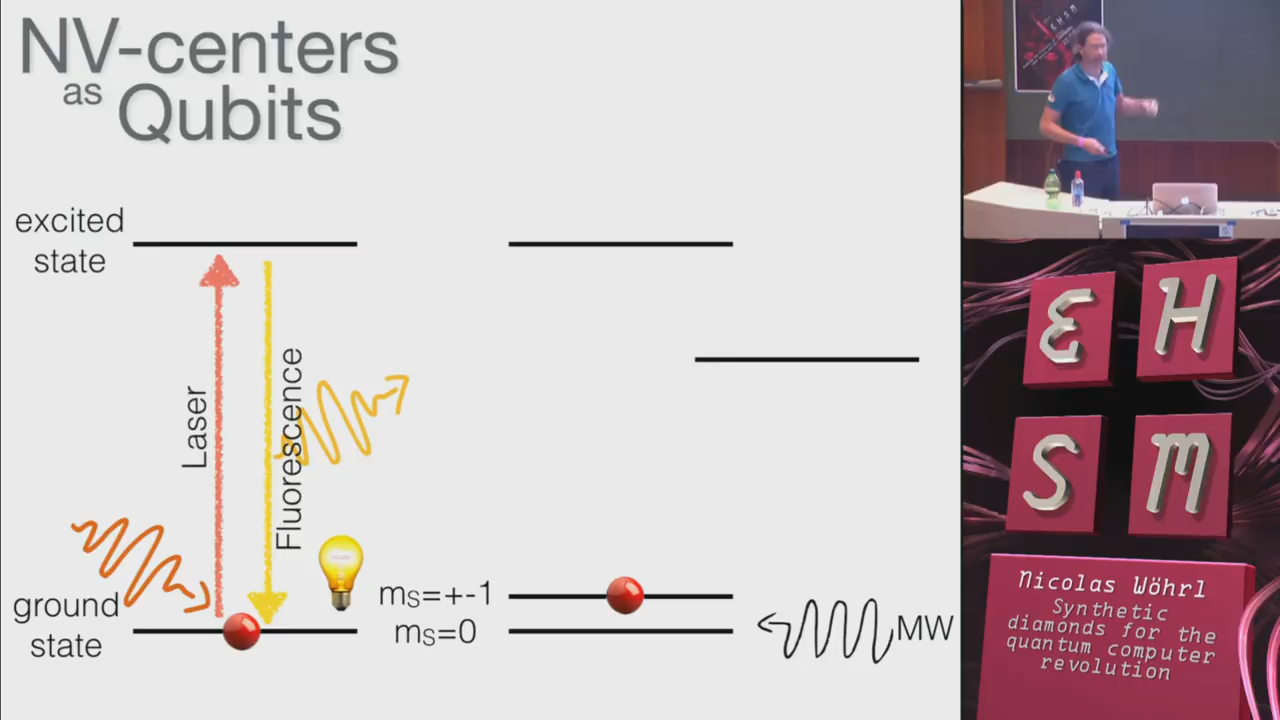 NV-centers
as
Qubits
excited
state
Laser
Fluorescence
ground
state
mS=+-1
mS=0
MW
E H
S M
Nicolas Wöhrl
Synthetic
diamonds for the
quantum computer
revolution